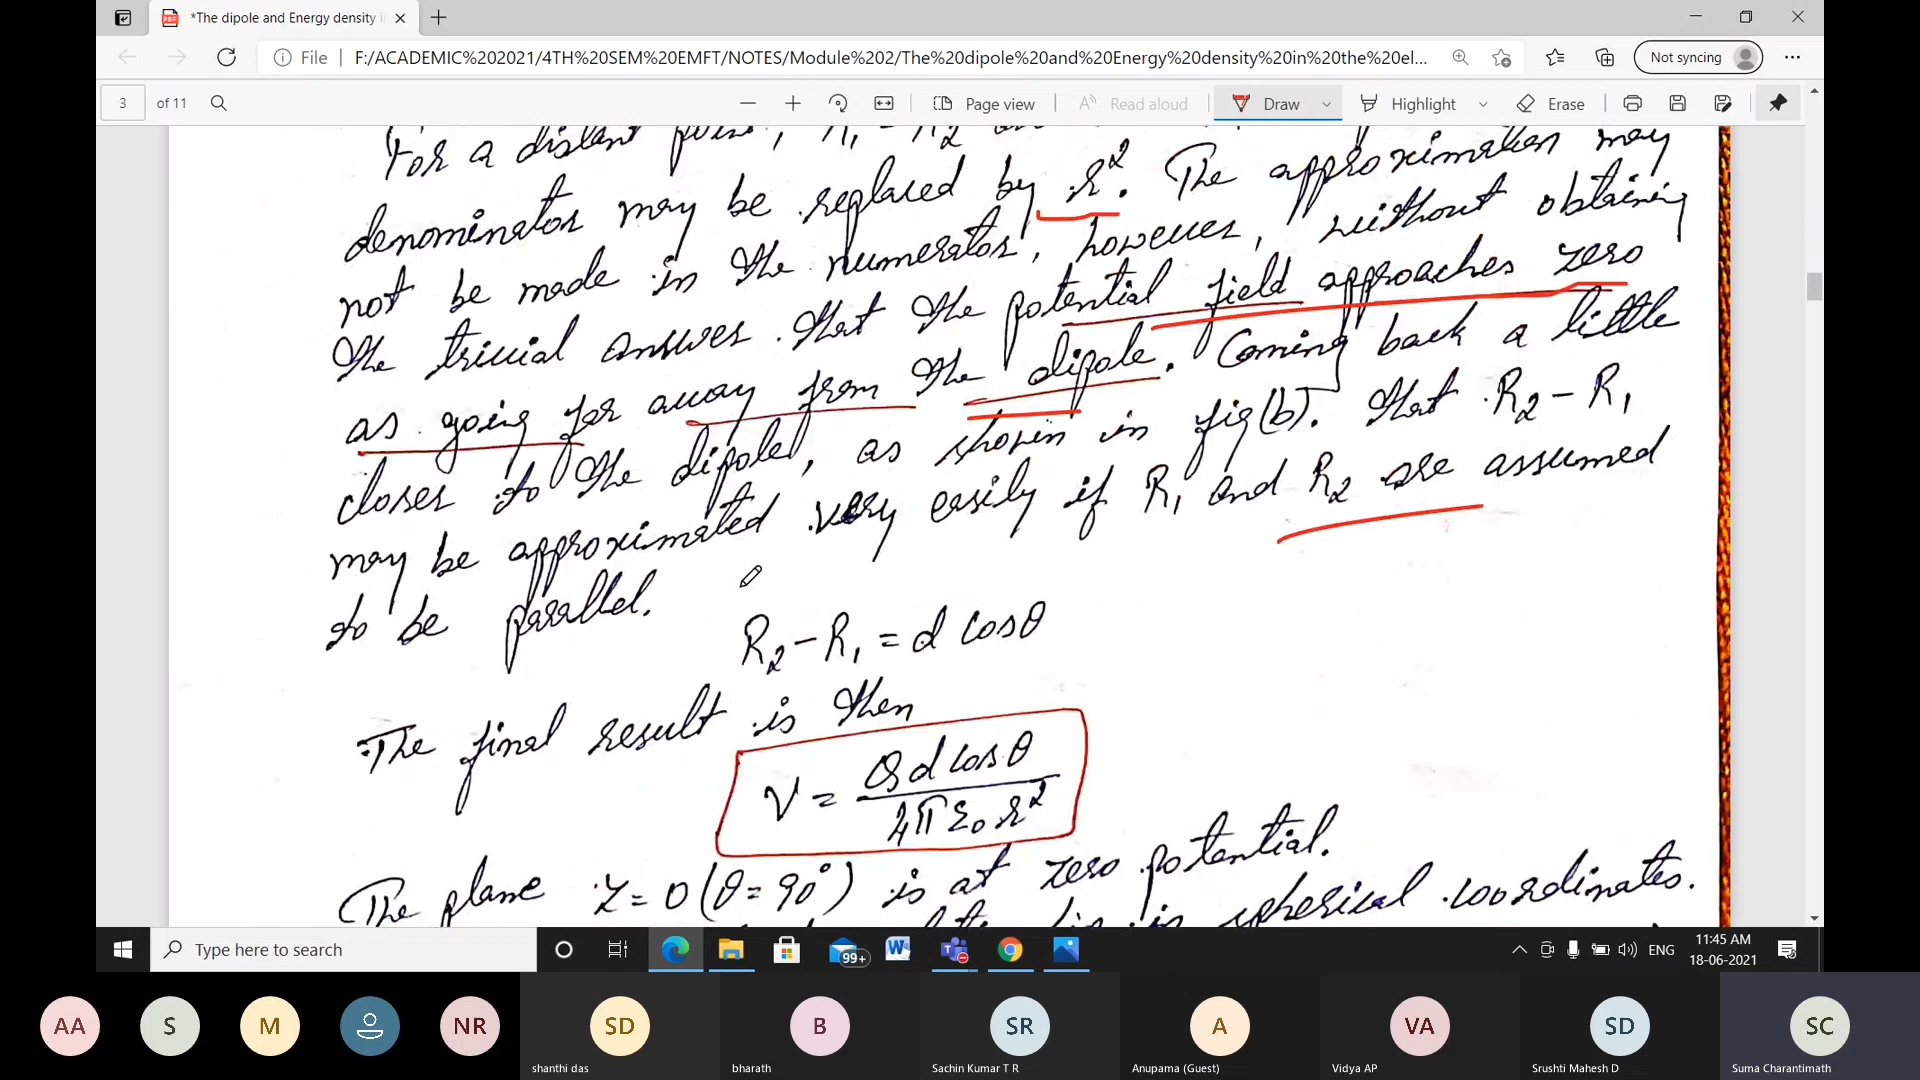 *The dipole and Energy density i
File F:/ACADEMIC%202021/4TH%20SEM%20EMFT/NOTES/Module%202/The%20dipole%20and%20Energy%20density%20in%20the%20el... Not syncing
3 of 11 Page view Read aloud Draw Highlight Erase
For a distant point, R₁
denominator may be replaced by r². The approximation may
not be made in the numerator, however, without obtaining
the trivial answer that the potential field approaches zero
as going far away from the dipole. Coming back a little
closer to the dipole, as shown in fig(b). that R₂ - R₁
may be approximated very easily if R₁ and R₂ are assumed
to be parallel.
R₂ - R₁ = d cosθ
The final result is then
V = Qd cosθ / 4πε₀ r²
The plane Z = 0 (θ = 90°) is at zero potential.
in spherical coordinates.
Type here to search 99+ ENG 11:45 AM
18-06-2021
AA S M NR SD B SR A VA SD SC
shanthi das bharath Sachin Kumar T R Anupama (Guest) Vidya AP Srushti Mahesh D Suma Charantimath